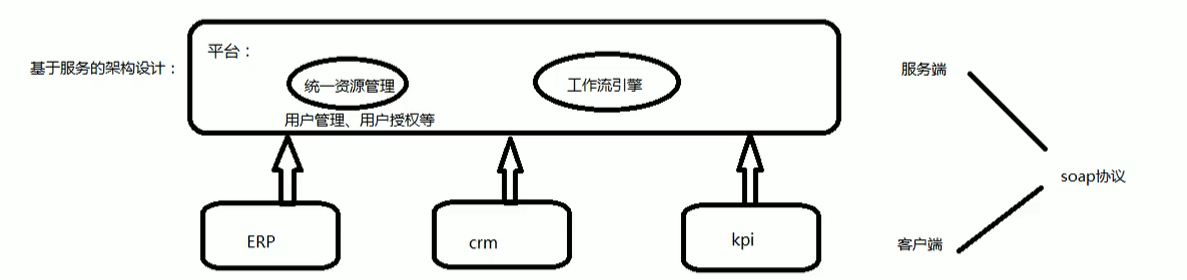 基于服务的架构设计：
平台：
统一资源管理
工作流引擎
用户管理、用户授权等
ERP
crm
kpi
服务端
soap协议
客户端